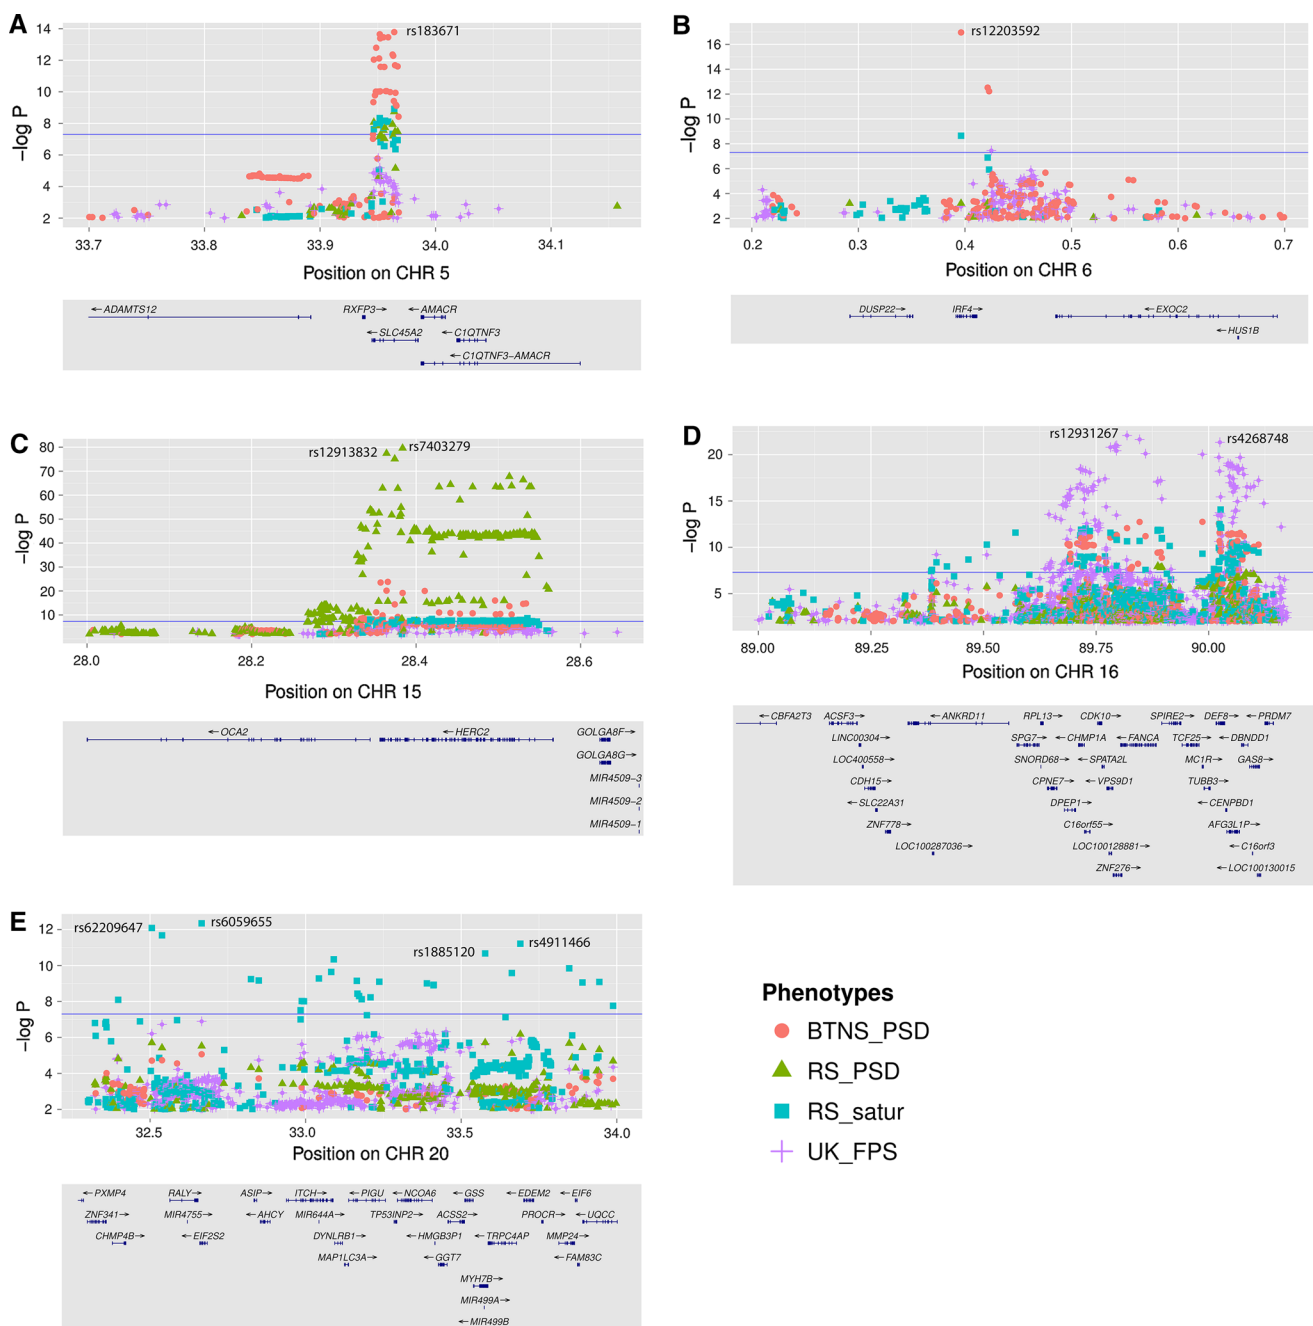 A
−log P
14
12
10
8
6
4
2
rs183671
33.7 33.8 33.9 34.0 34.1
Position on CHR 5
←ADAMTS12 RXFP3→ ←AMACR
←SLC45A2 ←C1QTNF3
←C1QTNF3−AMACR
B
−log P
16
14
12
10
8
6
4
2
rs12203592
0.2 0.3 0.4 0.5 0.6 0.7
Position on CHR 6
DUSP22→ IRF4→ ←EXOC2
←HUS1B
C
−log P
80
70
60
50
40
30
20
10
rs12913832 rs7403279
28.0 28.2 28.4 28.6
Position on CHR 15
←OCA2 ←HERC2 GOLGA8F→
GOLGA8G→
MIR4509−3→
MIR4509−2→
MIR4509−1→
D
−log P
20
15
10
5
rs12931267 rs4268748
89.00 89.25 89.50 89.75 90.00
Position on CHR 16
←CBFA2T3 ACSF3→ ←ANKRD11 RPL13→ CDK10→ SPIRE2→ DEF8→ ←PRDM7
LINC00304→ SPG7→ ←CHMP1A ←FANCA TCF25→ ←DBNDD1
LOC400558→ SNORD68→ ←SPATA2L MC1R→ GAS8→
CDH15→ CPNE7→ ←VPS9D1 TUBB3→
←SLC22A31 DPEP1→ ←CENPBD1
ZNF778→ C16orf55→ AFG3L1P→
LOC100287036→ LOC100128881→ ←C16orf3
ZNF276→ ←LOC100130015
E
−log P
12
10
8
6
4
2
rs62209647 rs6059655 rs1885120 rs4911466
32.5 33.0 33.5 34.0
Position on CHR 20
←PXMP4 RALY→ ASIP→ ITCH→ ←PIGU ←NCOA6 ←GSS EDEM2→ ←EIF6
ZNF341→ MIR4755→ ←AHCY MIR644A→ TP53INP2→ ACSS2→ PROCR→ ←UQCC
CHMP4B→ ←EIF2S2 DYNLRB1→ ←HMGB3P1 ←TRPC4AP MMP24→
MAP1LC3A→ ←GGT7 ←FAM83C
MYH7B→
MIR499A→
←MIR499B
Phenotypes
BTNS_PSD
RS_PSD
RS_satur
UK_FPS